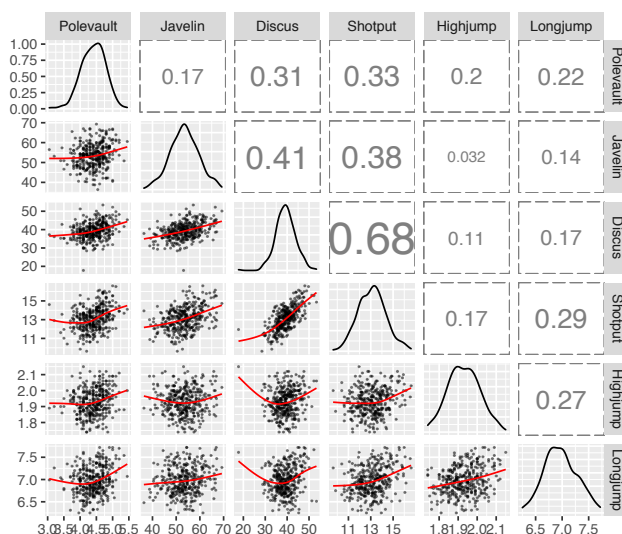 Polevault Javelin Discus Shotput Highjump Longjump
1.00
0.75
0.50
0.25
0.00
0.17 0.31 0.33 0.2 0.22
Polevault
70
60
50
40
0.41 0.38 0.032 0.14
Javelin
50
40
30
20
0.68 0.11 0.17
Discus
15
13
11
0.17 0.29
Shotput
2.1
2.0
1.9
1.8
0.27
Highjump
7.5
7.0
6.5
Longjump
3.0 3.5 4.0 4.5 5.0 5.5 40 50 60 70 20 30 40 50 11 13 15 1.8 1.9 2.0 2.1 6.5 7.0 7.5